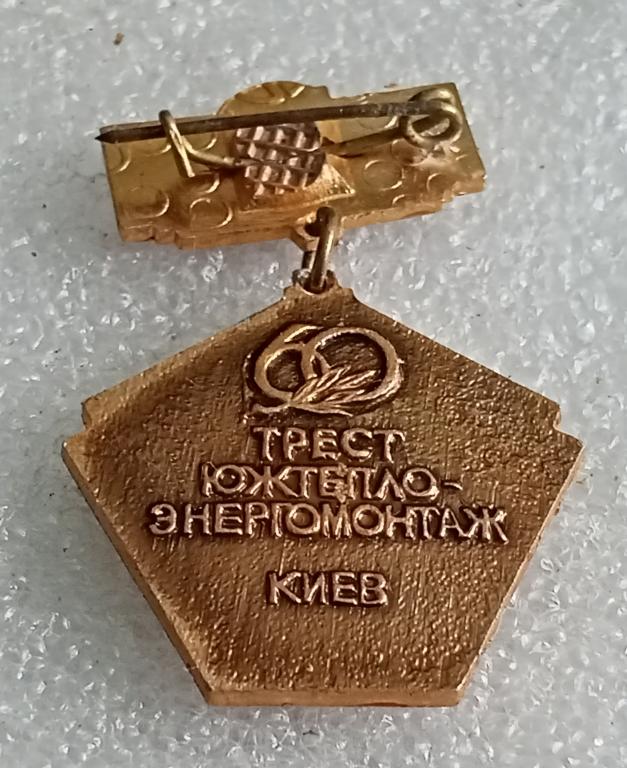 60
ТРЕСТ
ЮЖТЕПЛО-
ЭНЕРГОМОНТАЖ
КИЕВ